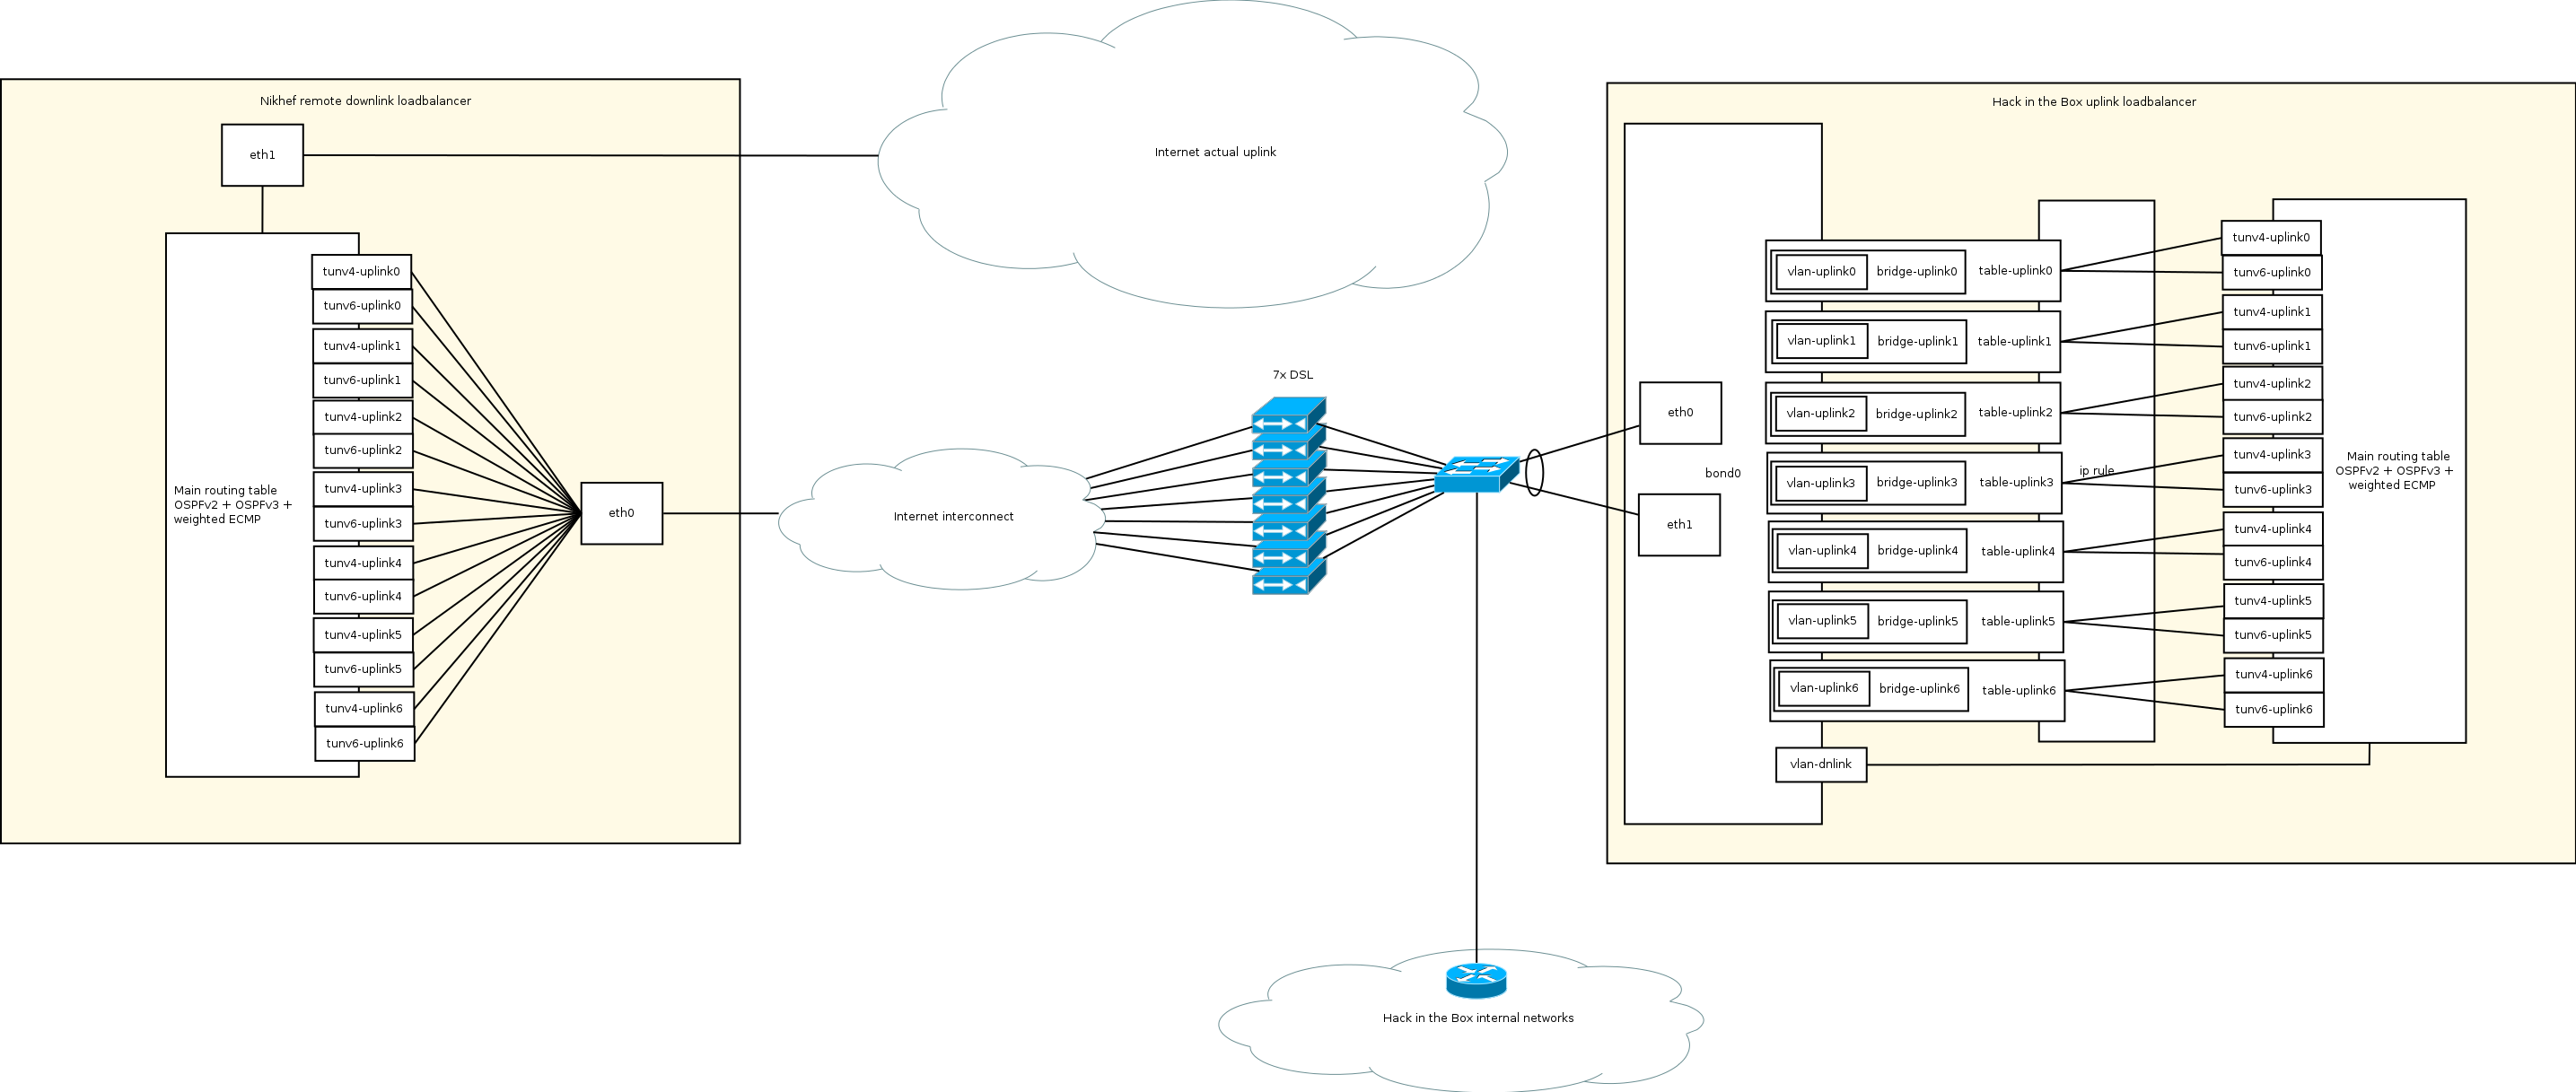 Internet actual uplink
Nikhef remote downlink loadbalancer
eth1
tunv4-uplink0
tunv6-uplink0
tunv4-uplink1
tunv6-uplink1
tunv4-uplink2
tunv6-uplink2
tunv4-uplink3
tunv6-uplink3
tunv4-uplink4
tunv6-uplink4
tunv4-uplink5
tunv6-uplink5
tunv4-uplink6
tunv6-uplink6
Main routing table
OSPFv2 + OSPFv3 +
weighted ECMP
eth0
Internet interconnect
7x DSL
Hack in the Box internal networks
Hack in the Box uplink loadbalancer
eth0
eth1
bond0
vlan-uplink0 bridge-uplink0 table-uplink0
vlan-uplink1 bridge-uplink1 table-uplink1
vlan-uplink2 bridge-uplink2 table-uplink2
vlan-uplink3 bridge-uplink3 table-uplink3
vlan-uplink4 bridge-uplink4 table-uplink4
vlan-uplink5 bridge-uplink5 table-uplink5
vlan-uplink6 bridge-uplink6 table-uplink6
vlan-dnlink
ip rule
tunv4-uplink0
tunv6-uplink0
tunv4-uplink1
tunv6-uplink1
tunv4-uplink2
tunv6-uplink2
tunv4-uplink3
tunv6-uplink3
tunv4-uplink4
tunv6-uplink4
tunv4-uplink5
tunv6-uplink5
tunv4-uplink6
tunv6-uplink6
Main routing table
OSPFv2 + OSPFv3 +
weighted ECMP